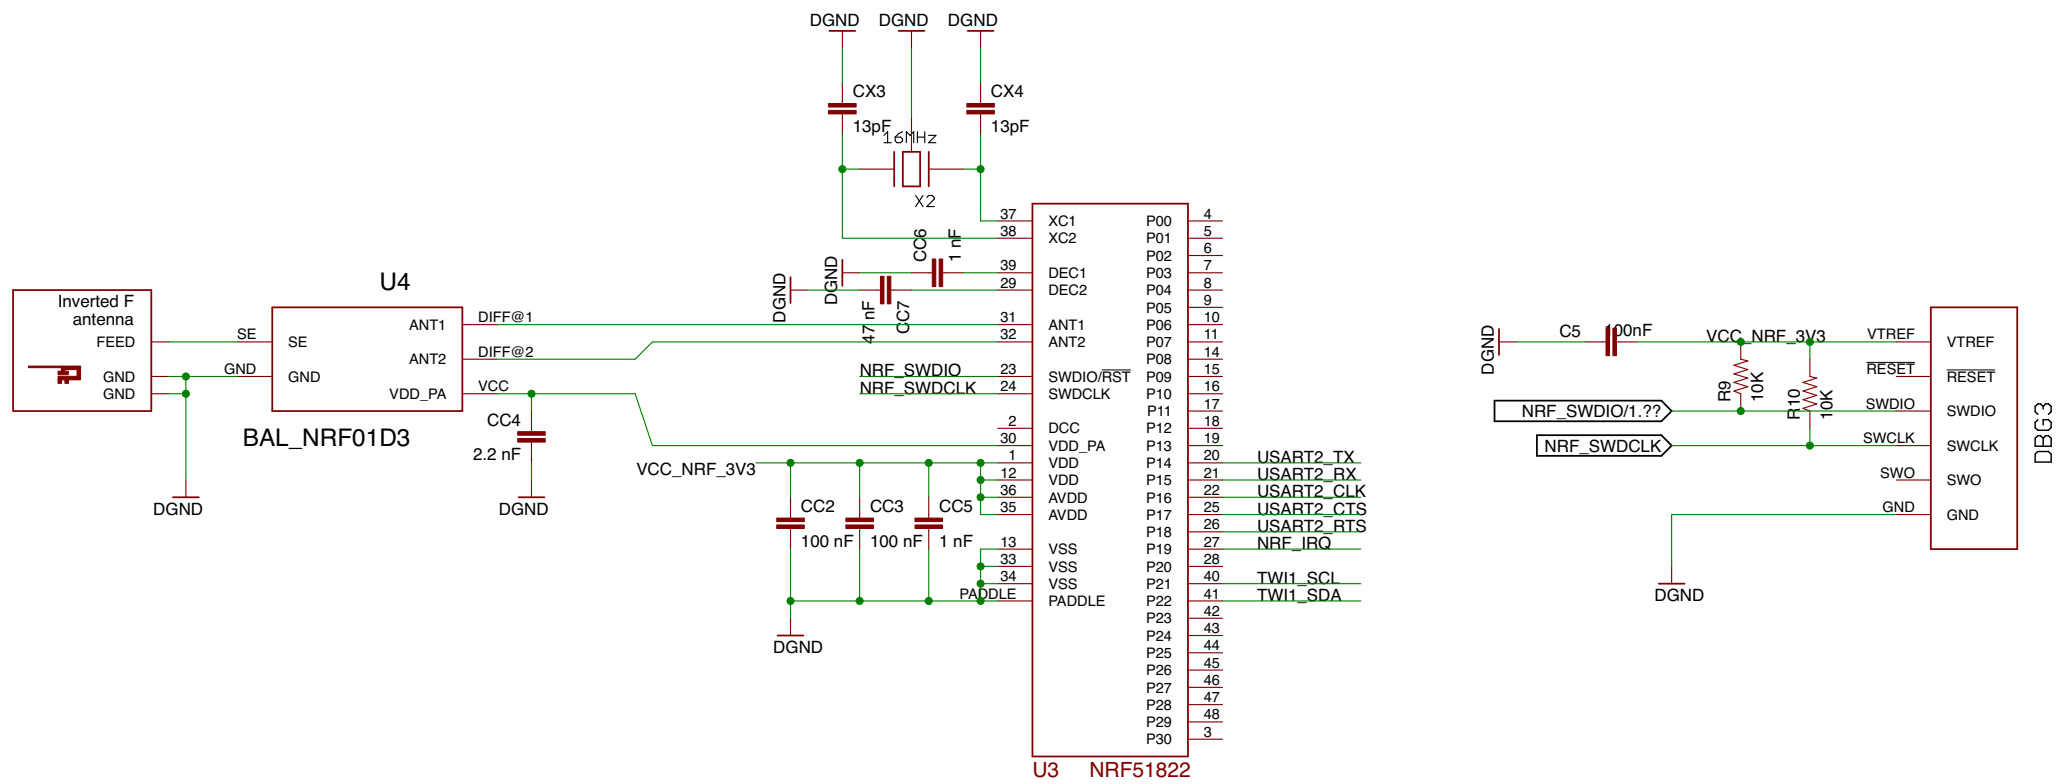 DGND
DGND
DGND
CX3
13pF
CX4
13pF
16MHz
X2
CC6
1 nF
DGND
DGND
47 nF
CC7
Inverted F
antenna
FEED
GND
GND
SE
GND
U4
SE
GND
ANT1
ANT2
VDD_PA
BAL_NRF01D3
DIFF@1
DIFF@2
VCC
CC4
2.2 nF
DGND
DGND
NRF_SWDIO
NRF_SWDCLK
VCC_NRF_3V3
CC2
100 nF
CC3
100 nF
CC5
1 nF
PADDLE
DGND
37 XC1
38 XC2
39 DEC1
29 DEC2
31 ANT1
32 ANT2
23 SWDIO/RST
24 SWDCLK
2 DCC
30 VDD_PA
1 VDD
12 VDD
36 AVDD
35 AVDD
13 VSS
33 VSS
34 VSS
PADDLE
P00 4
P01 5
P02 6
P03 7
P04 8
P05 9
P06 10
P07 11
P08 14
P09 15
P10 16
P11 17
P12 18
P13 19
P14 20 USART2_TX
P15 21 USART2_RX
P16 22 USART2_CLK
P17 25 USART2_CTS
P18 26 USART2_RTS
P19 27 NRF_IRQ
P20 28
P21 40 TWI1_SCL
P22 41 TWI1_SDA
P23 42
P24 43
P25 44
P26 45
P27 46
P28 47
P29 48
P30 3
U3 NRF51822
DGND
C5
100nF
VCC_NRF_3V3
R9
10K
R10
10K
NRF_SWDIO/1.??
NRF_SWDCLK
DGND
VTREF VTREF
RESET RESET
SWDIO SWDIO
SWCLK SWCLK
SWO SWO
GND GND
DBG3